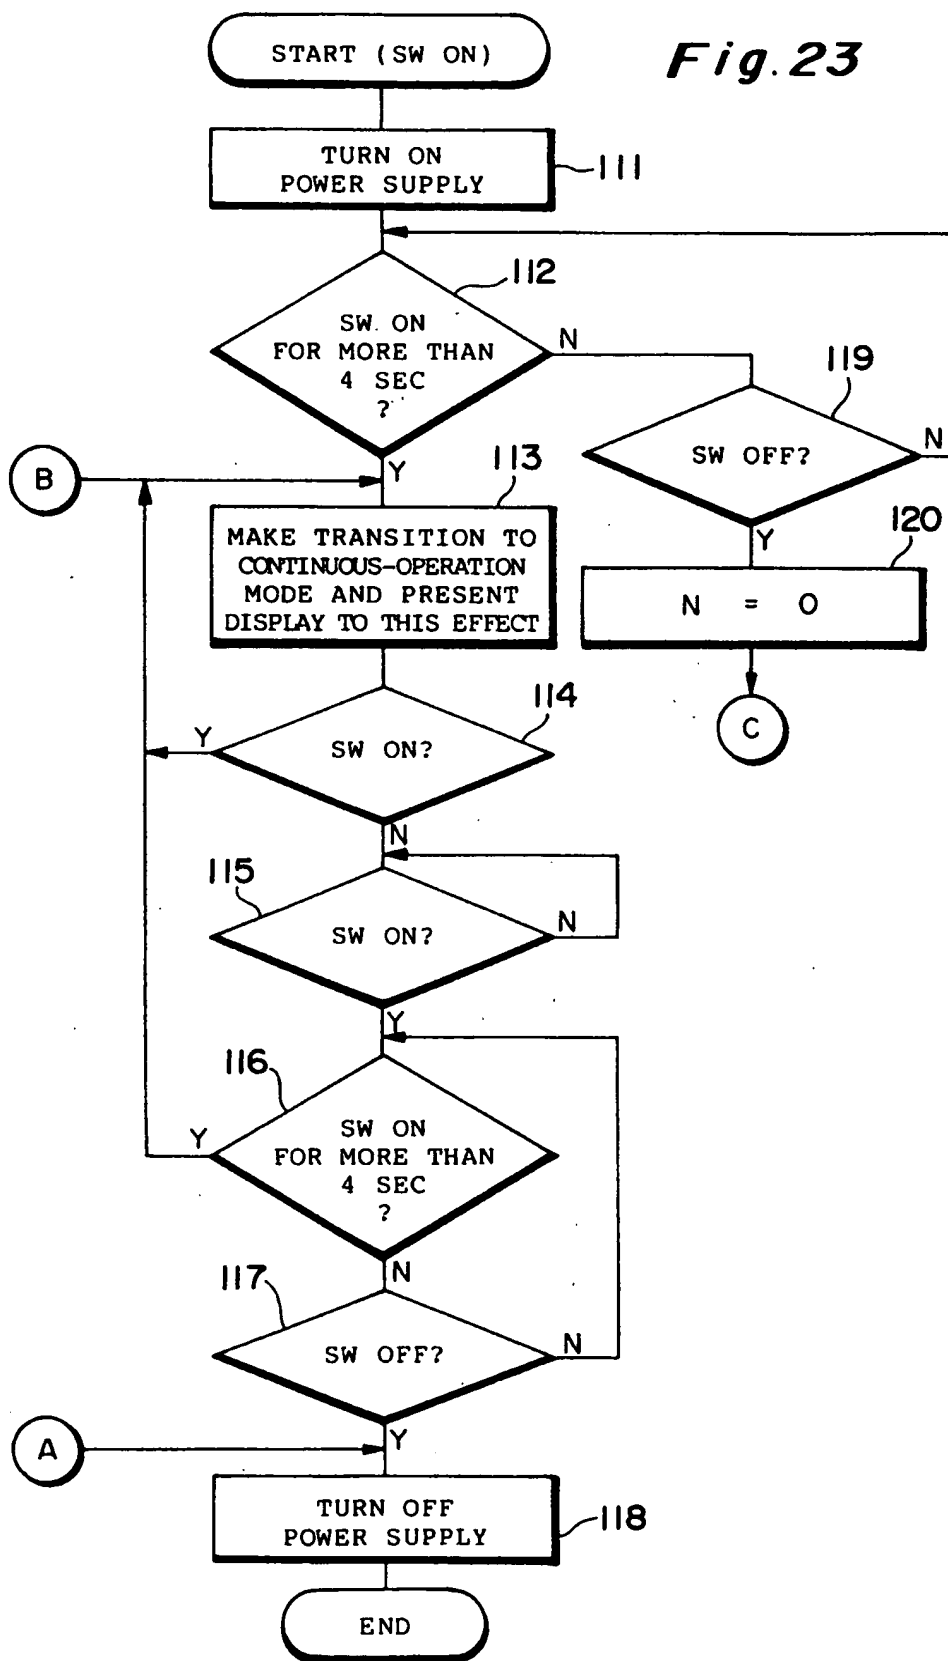 START (SW ON)
Fig.23
TURN ON
POWER SUPPLY
111
112
SW ON
FOR MORE THAN
4 SEC
?
N
119
SW OFF?
N
B
Y
113
Y
120
MAKE TRANSITION TO
CONTINUOUS-OPERATION
MODE AND PRESENT
DISPLAY TO THIS EFFECT
N = 0
114
C
Y
SW ON?
N
115
SW ON?
N
Y
116
Y
SW ON
FOR MORE THAN
4 SEC
?
N
117
SW OFF?
N
Y
A
TURN OFF
POWER SUPPLY
118
END